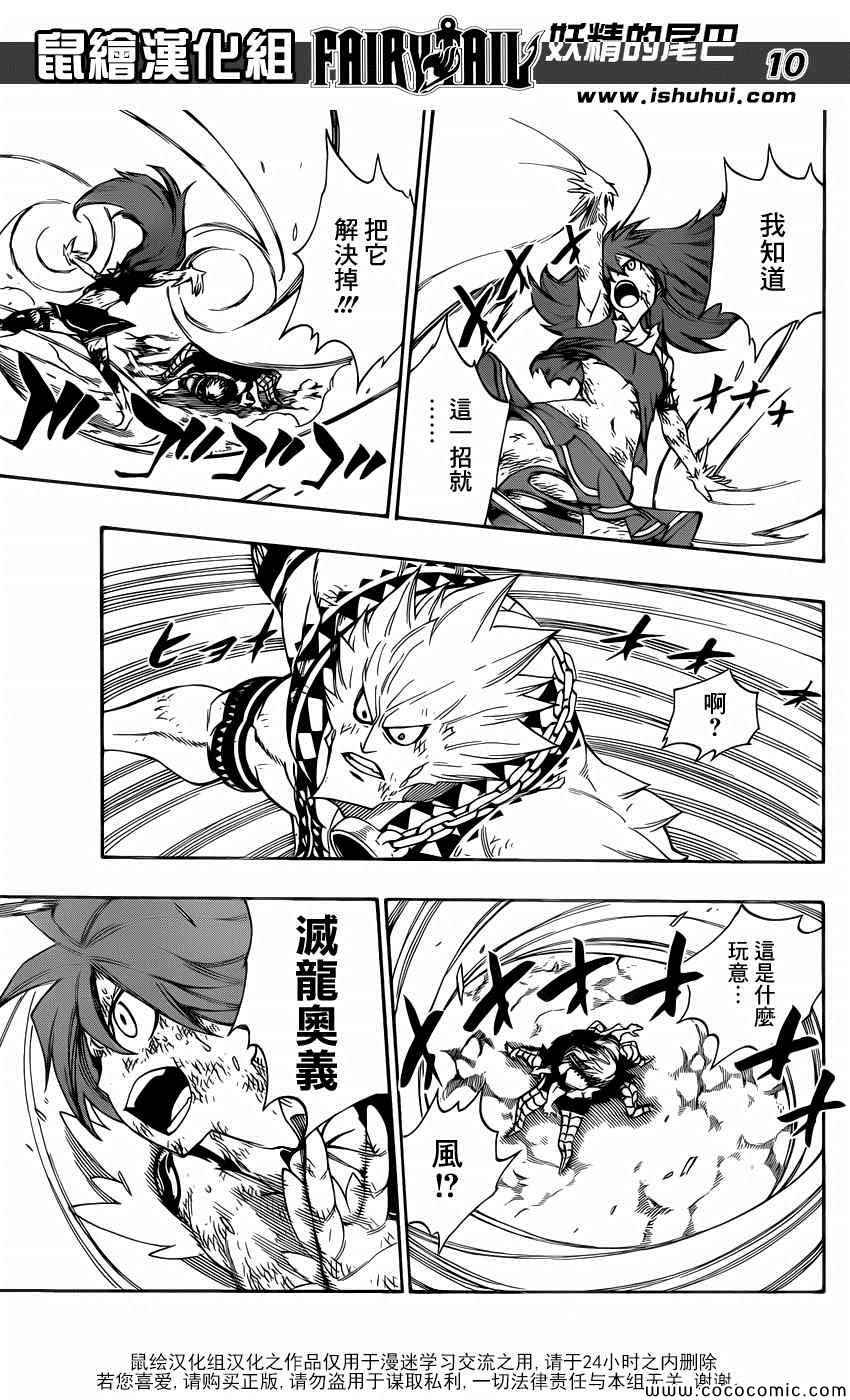 鼠繪漢化組
FAIRY TAIL
妖精的尾巴
10
www.ishuhui.com
我知道
這一招就
……
把它
解決掉!!!
啊?
這是什麼
玩意…
風!?
滅龍奧義
鼠绘汉化组汉化之作品仅用于漫迷学习交流之用,请于24小时之内删除
若您喜爱,请购买正版,请勿用于谋取私利,一切法律责任与本组无关,谢谢.
www.cococomic.com